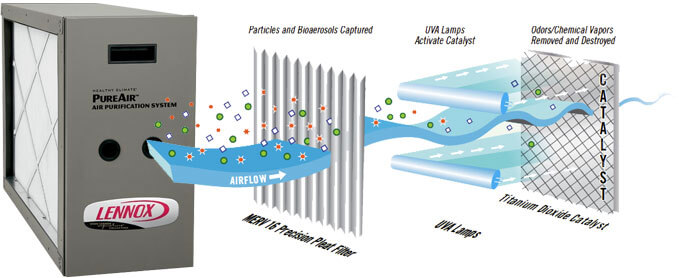 HEALTHY CLIMATE®
PUREAIR™
AIR PURIFICATION SYSTEM
LENNOX
Particles and Bioaerosols Captured
AIRFLOW
MERV 16 Precision Pleat Filter
UVA Lamps
Activate Catalyst
UVA Lamps
Odors/Chemical Vapors
Removed and Destroyed
CATALYST
Titanium Dioxide Catalyst